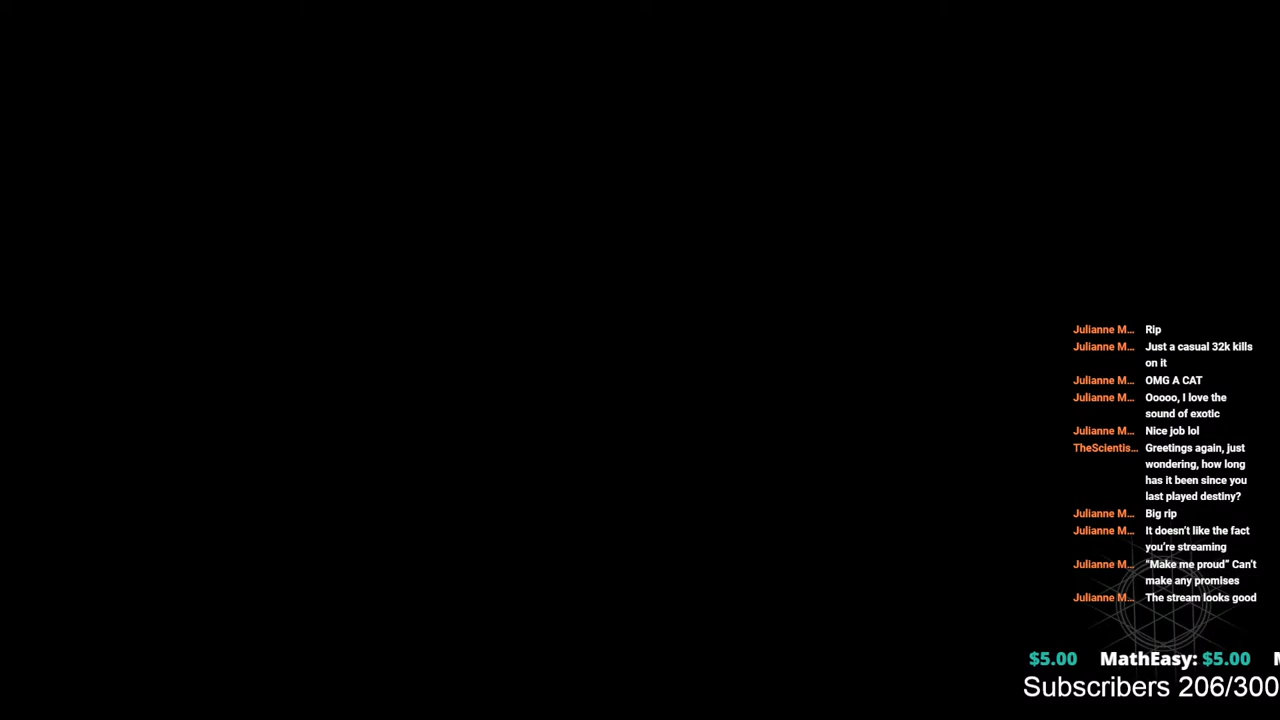 Julianne M… Rip
Julianne M… Just a casual 32k kills
on it
Julianne M… OMG A CAT
Julianne M… Ooooo, I love the
sound of exotic
Julianne M… Nice job lol
TheScientis… Greetings again, just
wondering, how long
has it been since you
last played destiny?
Julianne M… Big rip
Julianne M… It doesn’t like the fact
you’re streaming
Julianne M… “Make me proud” Can’t
make any promises
Julianne M… The stream looks good
$5.00 MathEasy: $5.00
Subscribers 206/300